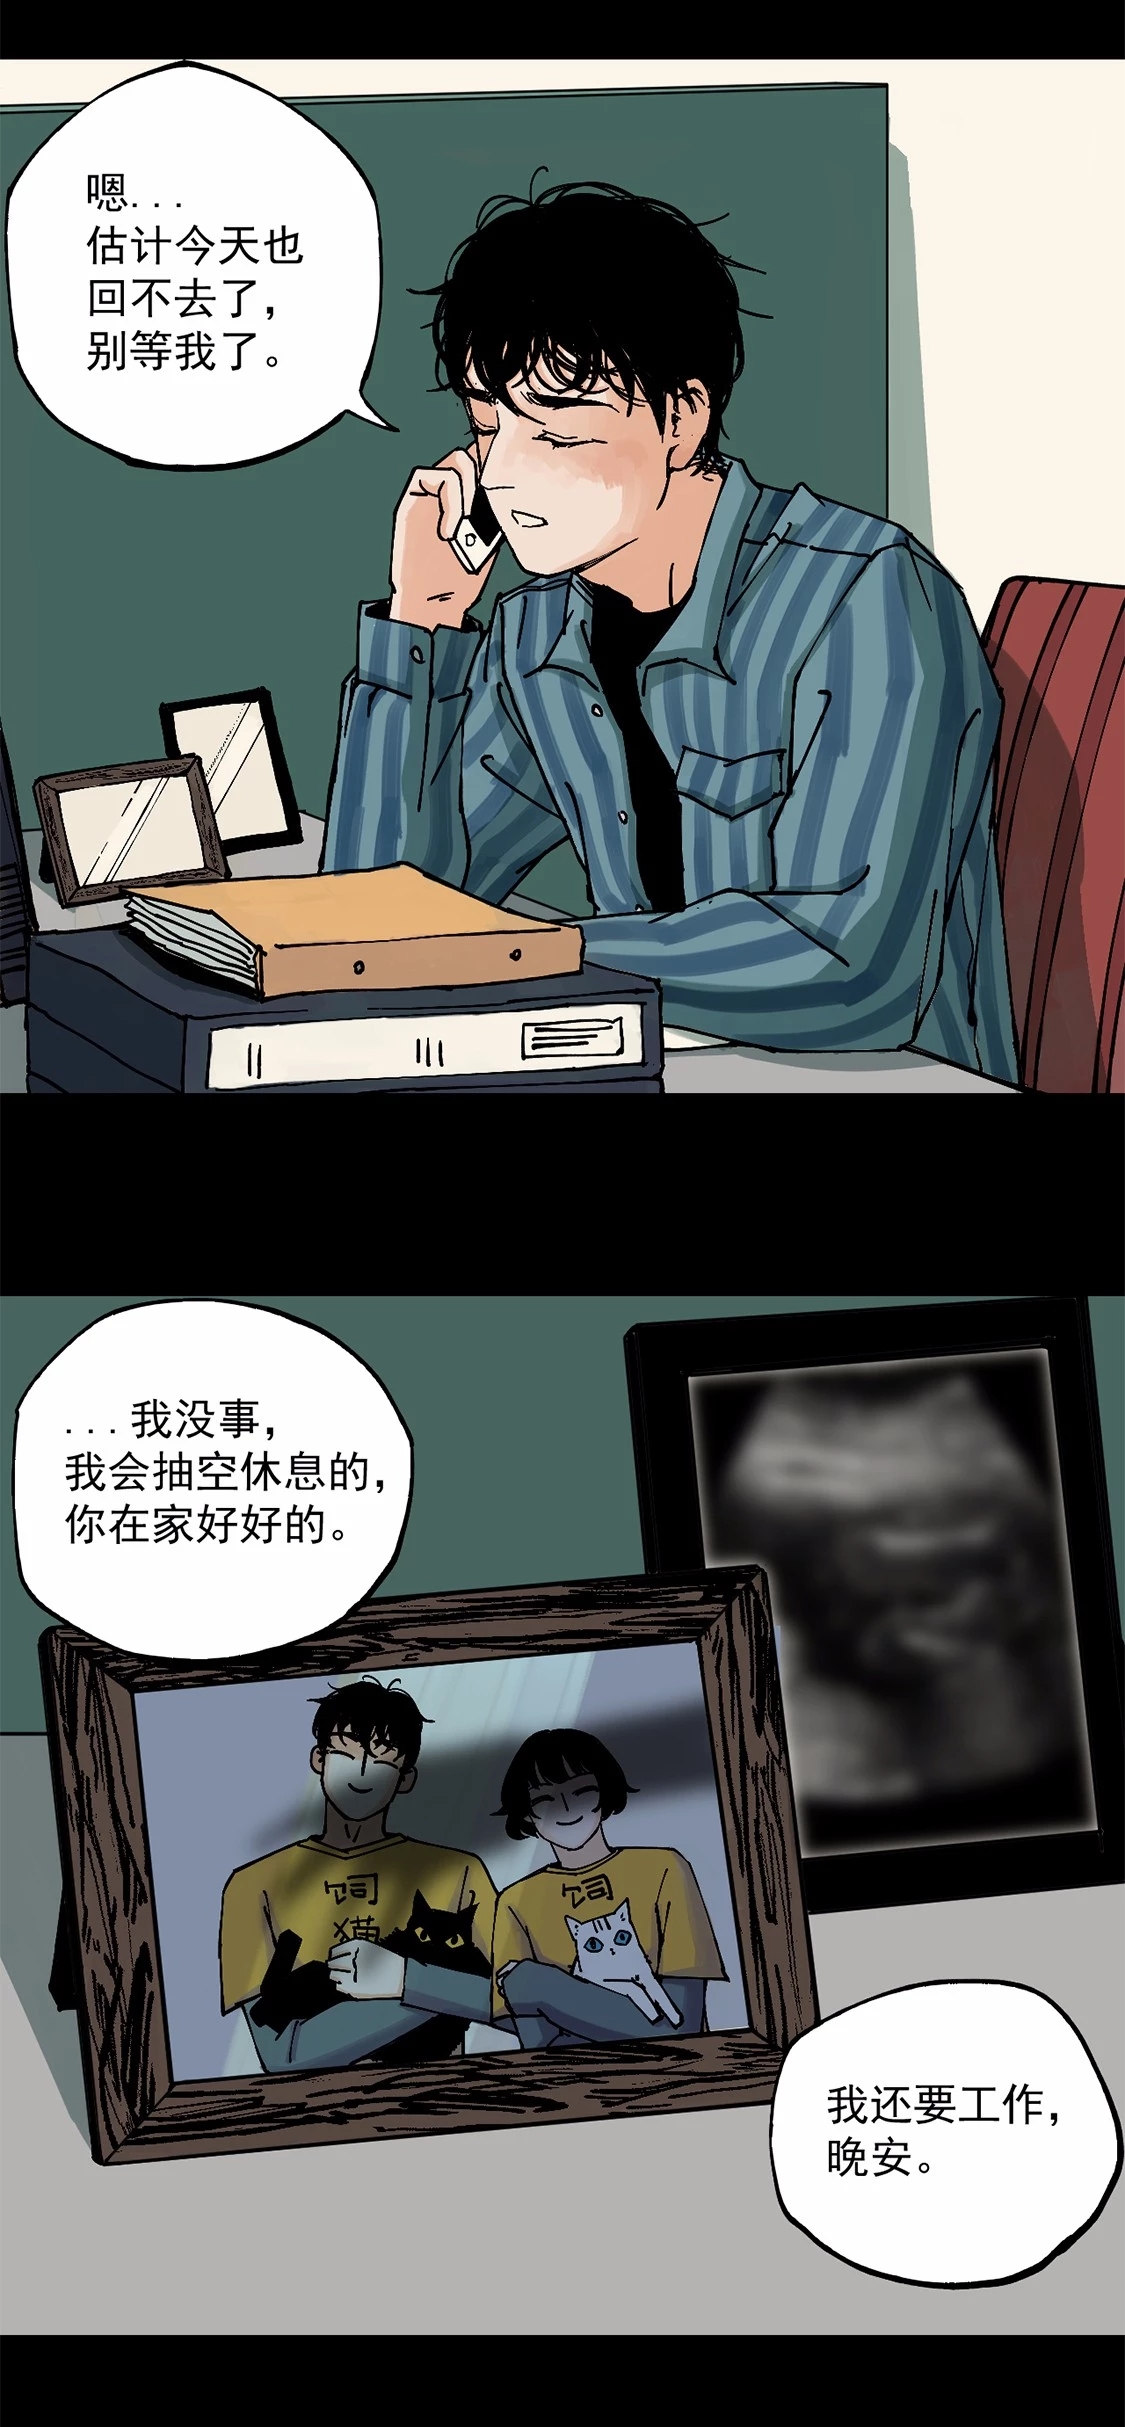 嗯...
估计今天也
回不去了，
别等我了。
...我没事，
我会抽空休息的，
你在家好好的。
饲
猫
饲
我还要工作，
晚安。